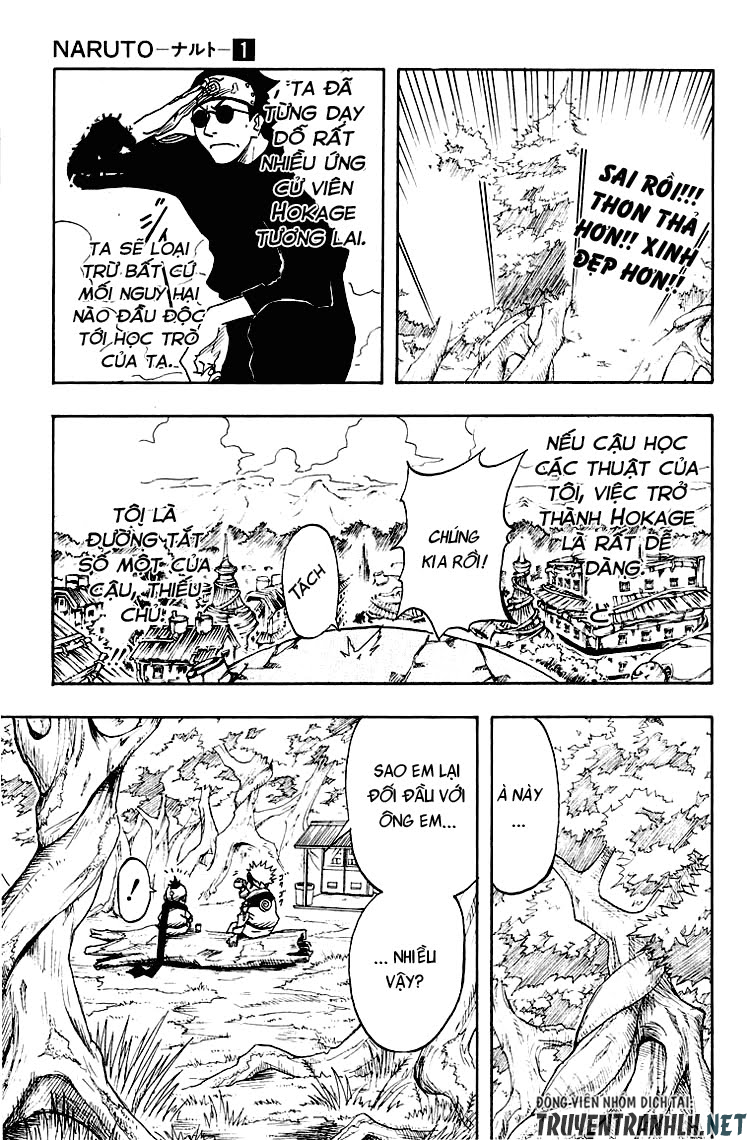 NARUTO—ナルト—1
SAI RỒI!!!
THON THẢ
HƠN!! XINH
ĐẸP HƠN!!
TA ĐÃ
TỪNG DẠY
DỖ RẤT
NHIỀU ỨNG
CỬ VIÊN
HOKAGE
TƯƠNG LAI.
TA SẼ LOẠI
TRỪ BẤT CỨ
MỐI NGUY HẠI
NÀO ĐẦU ĐỘC
TỚI HỌC TRÒ
CỦA TA.
NẾU CẬU HỌC
CÁC THUẬT CỦA
TÔI, VIỆC TRỞ
THÀNH HOKAGE
LÀ RẤT DỄ
DÀNG.
CHÚNG
KIA RỒI!
TÁCH
TÔI LÀ
ĐƯỜNG TẮT
SỐ MỘT CỦA
CẬU, THIẾU
CHỦ!
À NÀY
...
SAO EM LẠI
ĐỐI ĐẦU VỚI
ÔNG EM...
... NHIỀU
VẬY?
!
ĐỘNG VIÊN NHÓM DỊCH TẠI:
TRUYENTRANHLH.NET